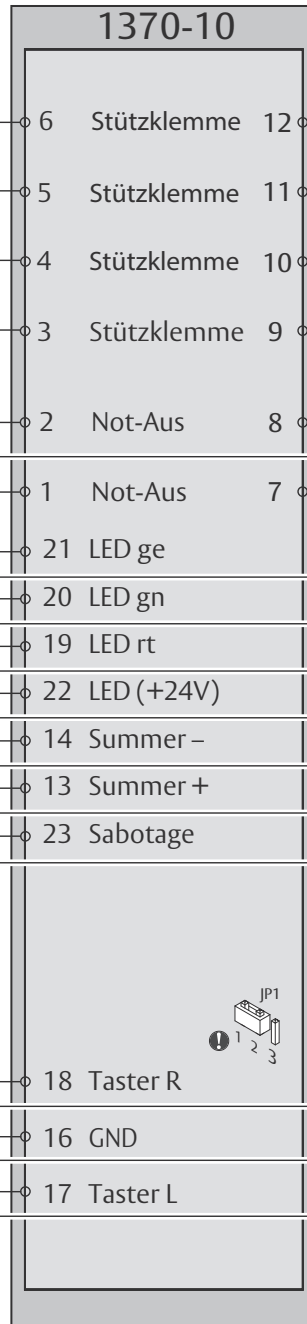 1370-10
6 Stützklemme 12
5 Stützklemme 11
4 Stützklemme 10
3 Stützklemme 9
2 Not-Aus 8
1 Not-Aus 7
21 LED ge
20 LED gn
19 LED rt
22 LED (+24V)
14 Summer –
13 Summer +
23 Sabotage
JP1
! 1 2 3
18 Taster R
16 GND
17 Taster L